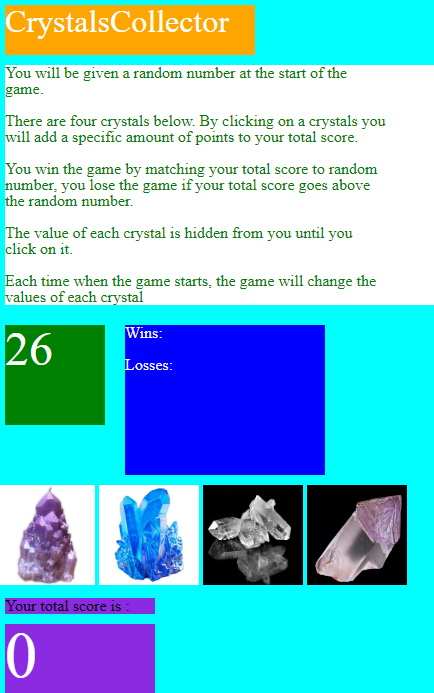 CrystalsCollector
You will be given a random number at the start of the
game.
There are four crystals below. By clicking on a crystals you
will add a specific amount of points to your total score.
You win the game by matching your total score to random
number, you lose the game if your total score goes above
the random number.
The value of each crystal is hidden from you until you
click on it.
Each time when the game starts, the game will change the
values of each crystal
26
Wins:
Losses:
Your total score is :
0